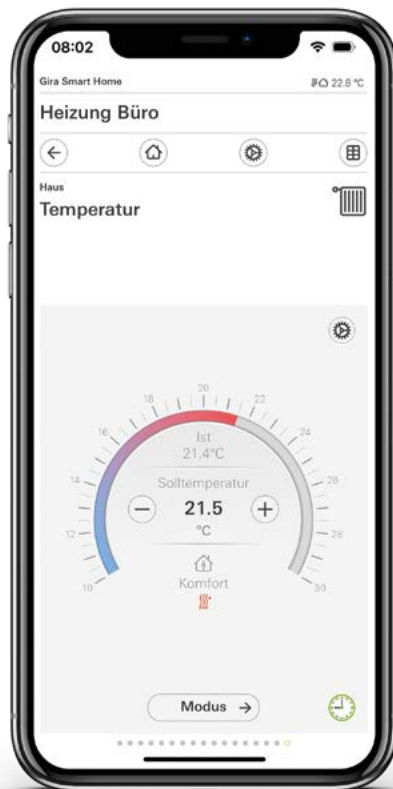 08:02
Gira Smart Home
22.8 °C
Heizung Büro
Haus
Temperatur
20
18
22
16
24
14
26
12
28
10
30
Ist
21.4°C
Solltemperatur
21.5
°C
Komfort
Modus